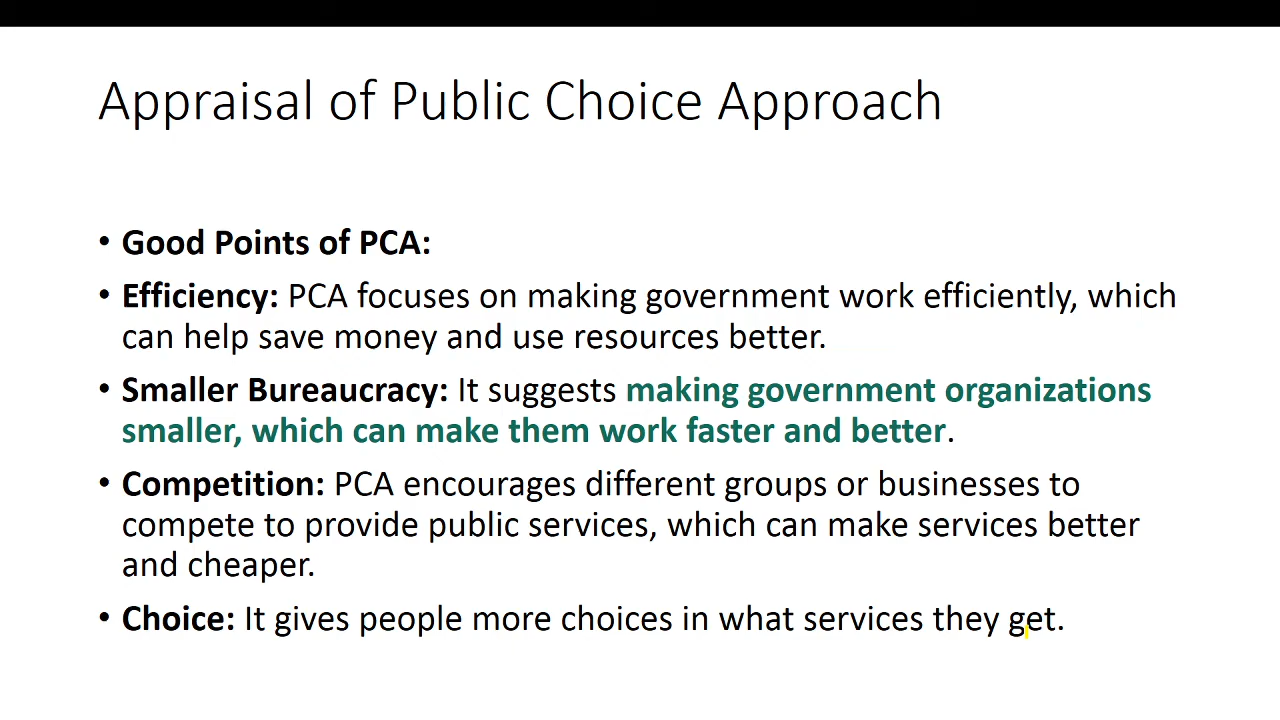 Appraisal of Public Choice Approach
• Good Points of PCA:
• Efficiency: PCA focuses on making government work efficiently, which
can help save money and use resources better.
• Smaller Bureaucracy: It suggests making government organizations
smaller, which can make them work faster and better.
• Competition: PCA encourages different groups or businesses to
compete to provide public services, which can make services better
and cheaper.
• Choice: It gives people more choices in what services they get.